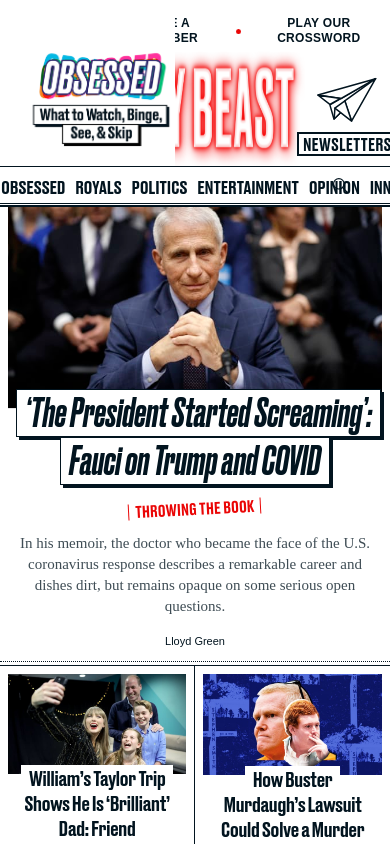 E A
BER
PLAY OUR
CROSSWORD
OBSESSED
What to Watch, Binge,
See, & Skip
Y BEAST
NEWSLETTERS
OBSESSED ROYALS POLITICS ENTERTAINMENT OPINION INN
‘The President Started Screaming’:
Fauci on Trump and COVID
THROWING THE BOOK
In his memoir, the doctor who became the face of the U.S.
coronavirus response describes a remarkable career and
dishes dirt, but remains opaque on some serious open
questions.
Lloyd Green
William’s Taylor Trip
Shows He Is ‘Brilliant’
Dad: Friend
How Buster
Murdaugh’s Lawsuit
Could Solve a Murder